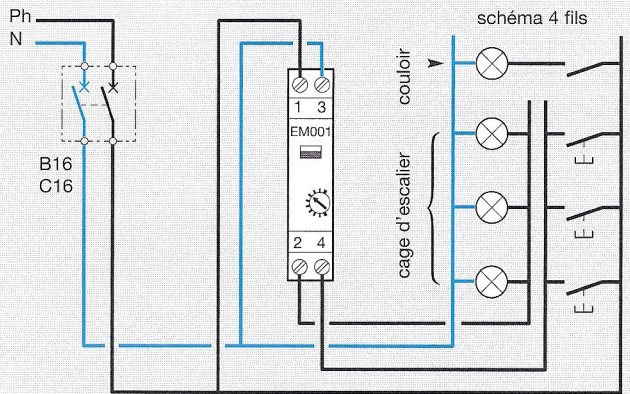 Ph
N
schéma 4 fils
couloir
1 3
EM001
B16
C16
cage d'escalier
2 4